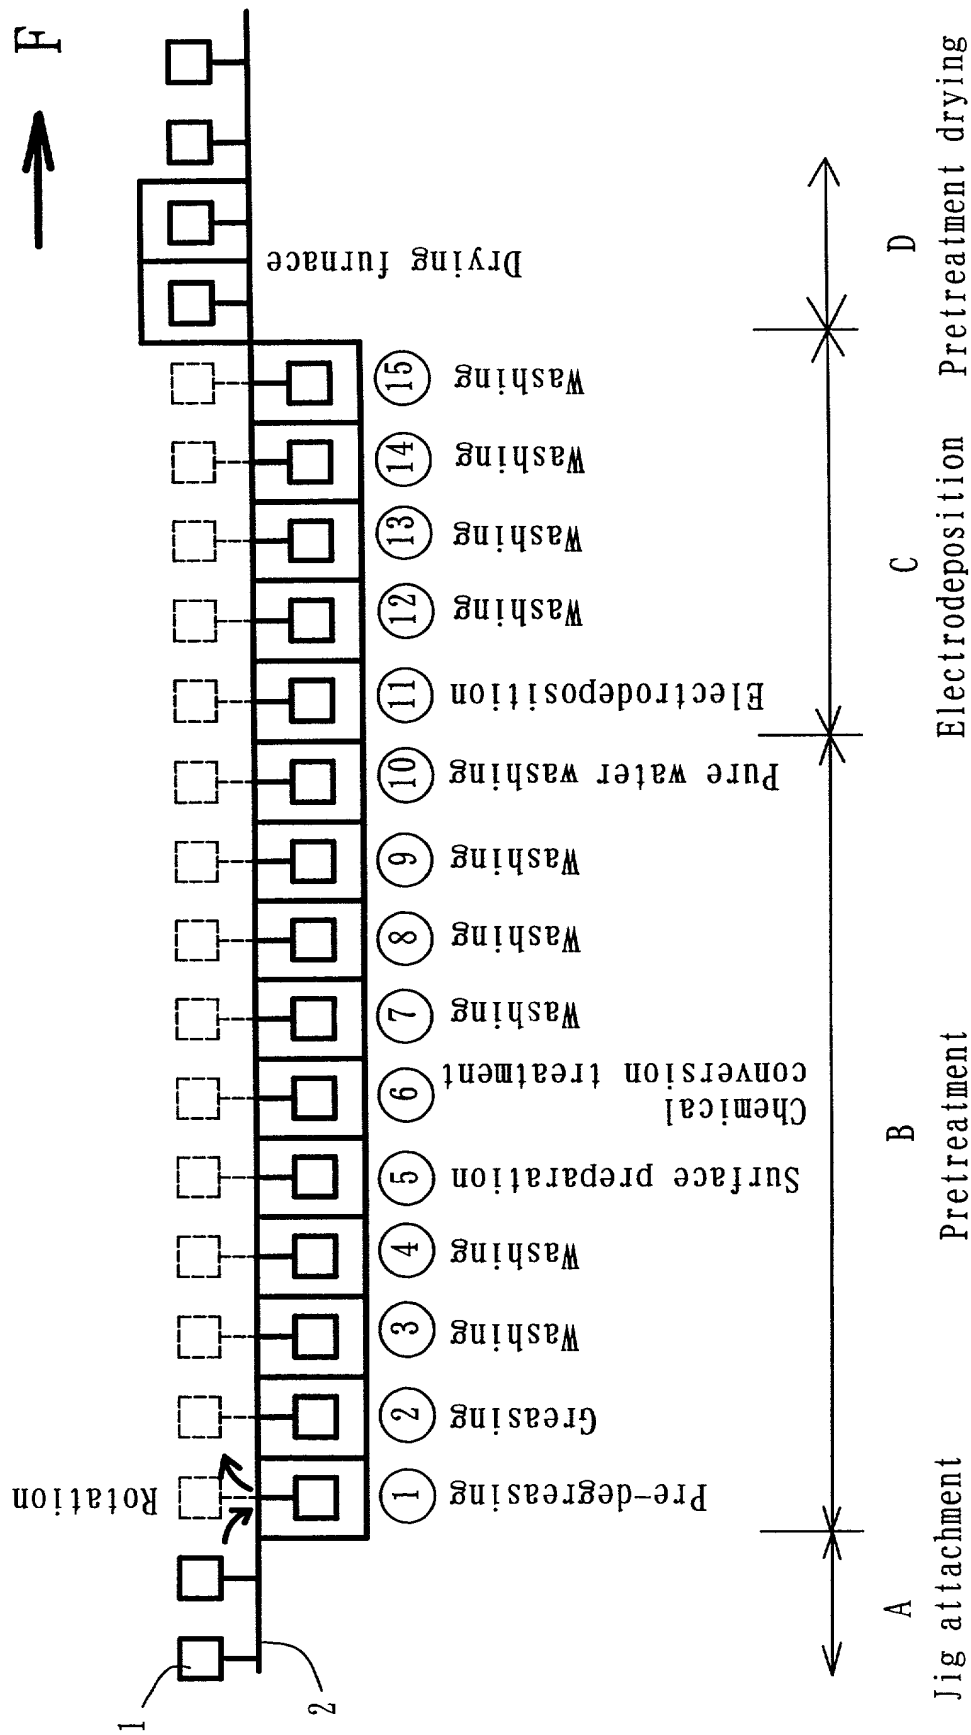 F
Rotation
1
2
Drying furnace
① Pre-degreasing
② Greasing
③ Washing
④ Washing
⑤ Surface preparation
⑥ Chemical
conversion treatment
⑦ Washing
⑧ Washing
⑨ Washing
⑩ Pure water washing
⑪ Electrodeposition
⑫ Washing
⑬ Washing
⑭ Washing
⑮ Washing
A
Jig attachment
B
Pretreatment
C
Electrodeposition
D
Pretreatment drying